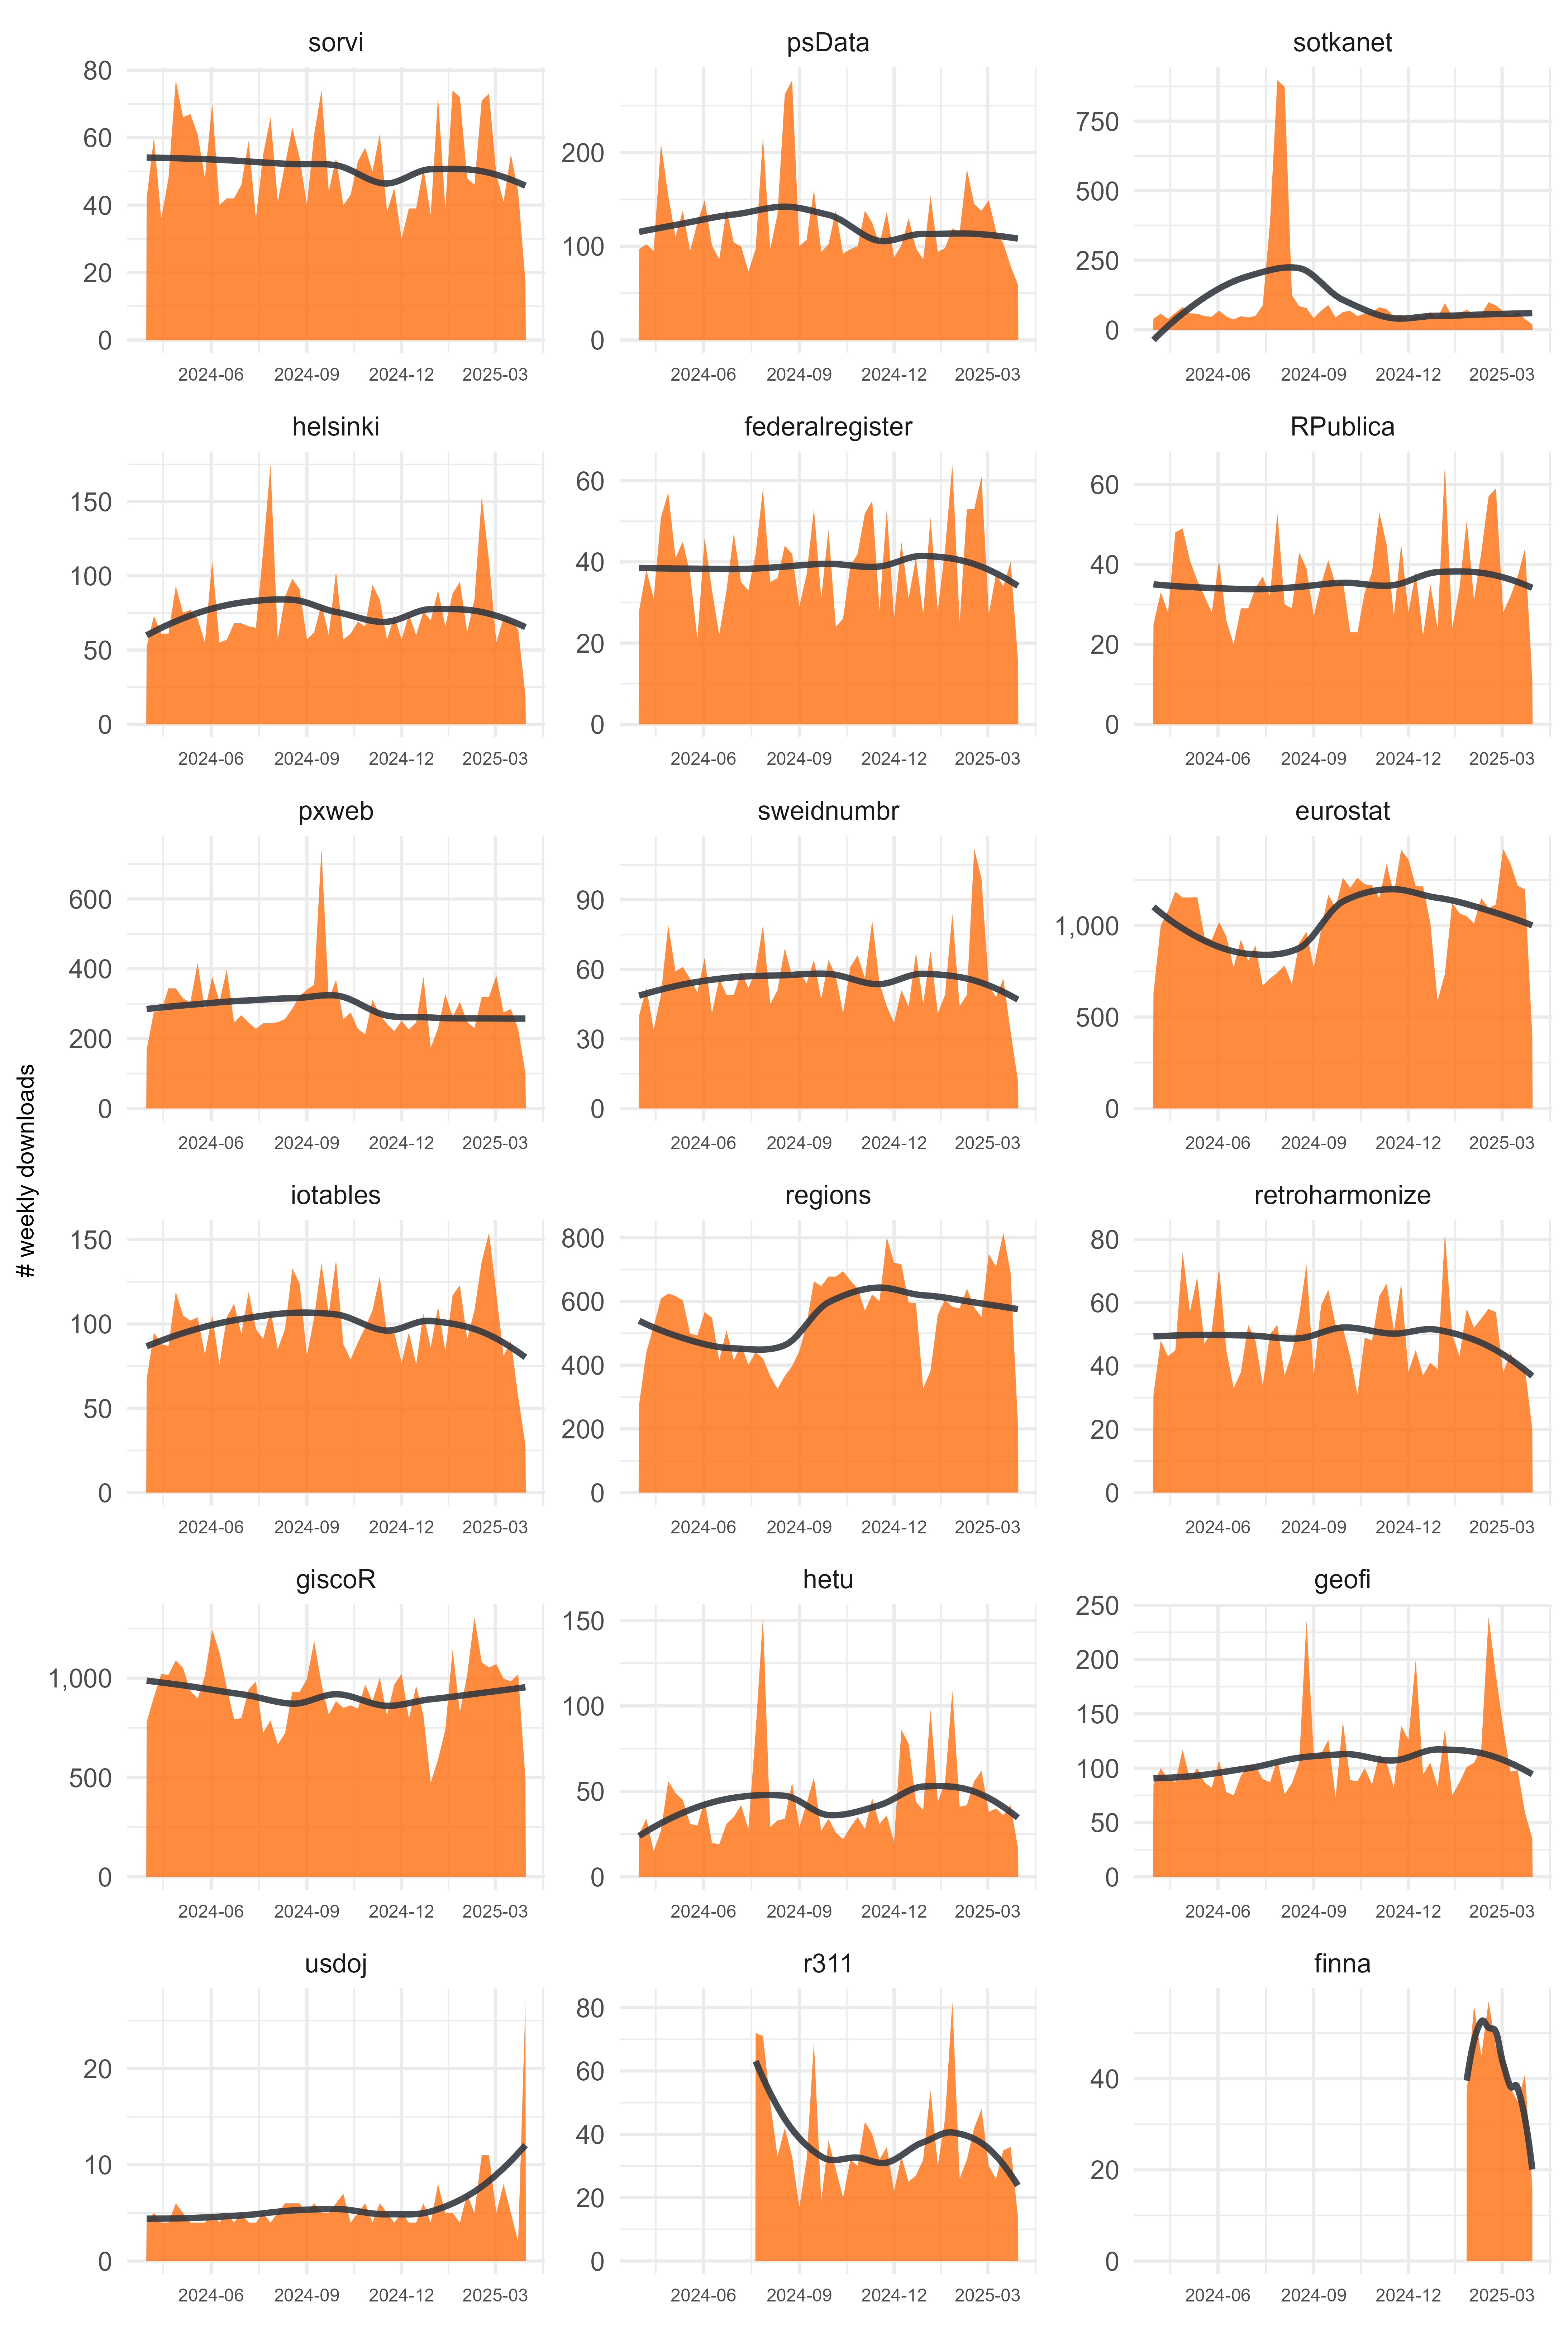 # weekly downloads
sorvi
80
60
40
20
0
2024-06 2024-09 2024-12 2025-03
psData
200
100
0
2024-06 2024-09 2024-12 2025-03
sotkanet
750
500
250
0
2024-06 2024-09 2024-12 2025-03
helsinki
150
100
50
0
2024-06 2024-09 2024-12 2025-03
federalregister
60
40
20
0
2024-06 2024-09 2024-12 2025-03
RPublica
60
40
20
0
2024-06 2024-09 2024-12 2025-03
pxweb
600
400
200
0
2024-06 2024-09 2024-12 2025-03
sweidnumbr
90
60
30
0
2024-06 2024-09 2024-12 2025-03
eurostat
1,000
500
0
2024-06 2024-09 2024-12 2025-03
iotables
150
100
50
0
2024-06 2024-09 2024-12 2025-03
regions
800
600
400
200
0
2024-06 2024-09 2024-12 2025-03
retroharmonize
80
60
40
20
0
2024-06 2024-09 2024-12 2025-03
giscoR
1,000
500
0
2024-06 2024-09 2024-12 2025-03
hetu
150
100
50
0
2024-06 2024-09 2024-12 2025-03
geofi
250
200
150
100
50
0
2024-06 2024-09 2024-12 2025-03
usdoj
20
10
0
2024-06 2024-09 2024-12 2025-03
r311
80
60
40
20
0
2024-06 2024-09 2024-12 2025-03
finna
40
20
0
2024-06 2024-09 2024-12 2025-03